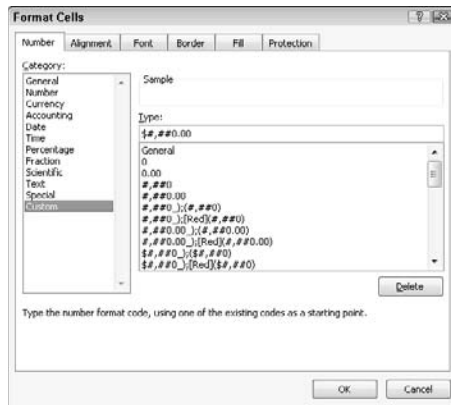 Format Cells
Number Alignment Font Border Fill Protection
Category:
General
Number
Currency
Accounting
Date
Time
Percentage
Fraction
Scientific
Text
Special
Custom
Sample
Type:
$#,##0.00
General
0
0.00
#,##0
#,##0.00
#,##0_);(#,##0)
#,##0_);[Red](#,##0)
#,##0.00_);(#,##0.00)
#,##0.00_);[Red](#,##0.00)
$#,##0_);($#,##0)
$#,##0_);[Red]($#,##0)
Delete
Type the number format code, using one of the existing codes as a starting point.
OK Cancel